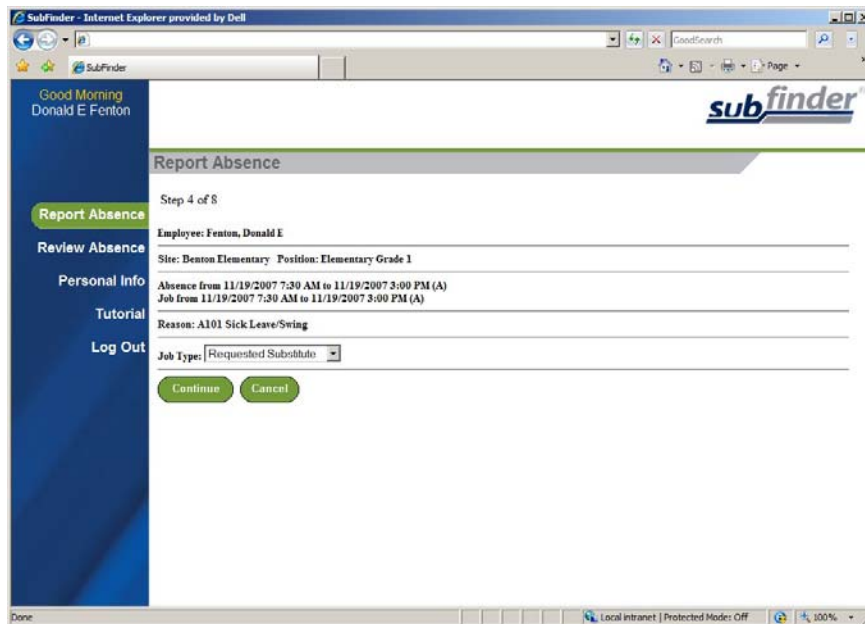 SubFinder - Internet Explorer provided by Dell
GoodSearch
SubFinder
Page
Good Morning
Donald E Fenton
subfinder
Report Absence
Step 4 of 8
Report Absence
Employee: Fenton, Donald E
Review Absence
Site: Benton Elementary Position: Elementary Grade 1
Personal Info
Absence from 11/19/2007 7:30 AM to 11/19/2007 3:00 PM (A)
Job from 11/19/2007 7:30 AM to 11/19/2007 3:00 PM (A)
Tutorial
Reason: A101 Sick Leave/Swing
Log Out
Job Type: Requested Substitute
Continue Cancel
Done Local intranet | Protected Mode: Off 100%